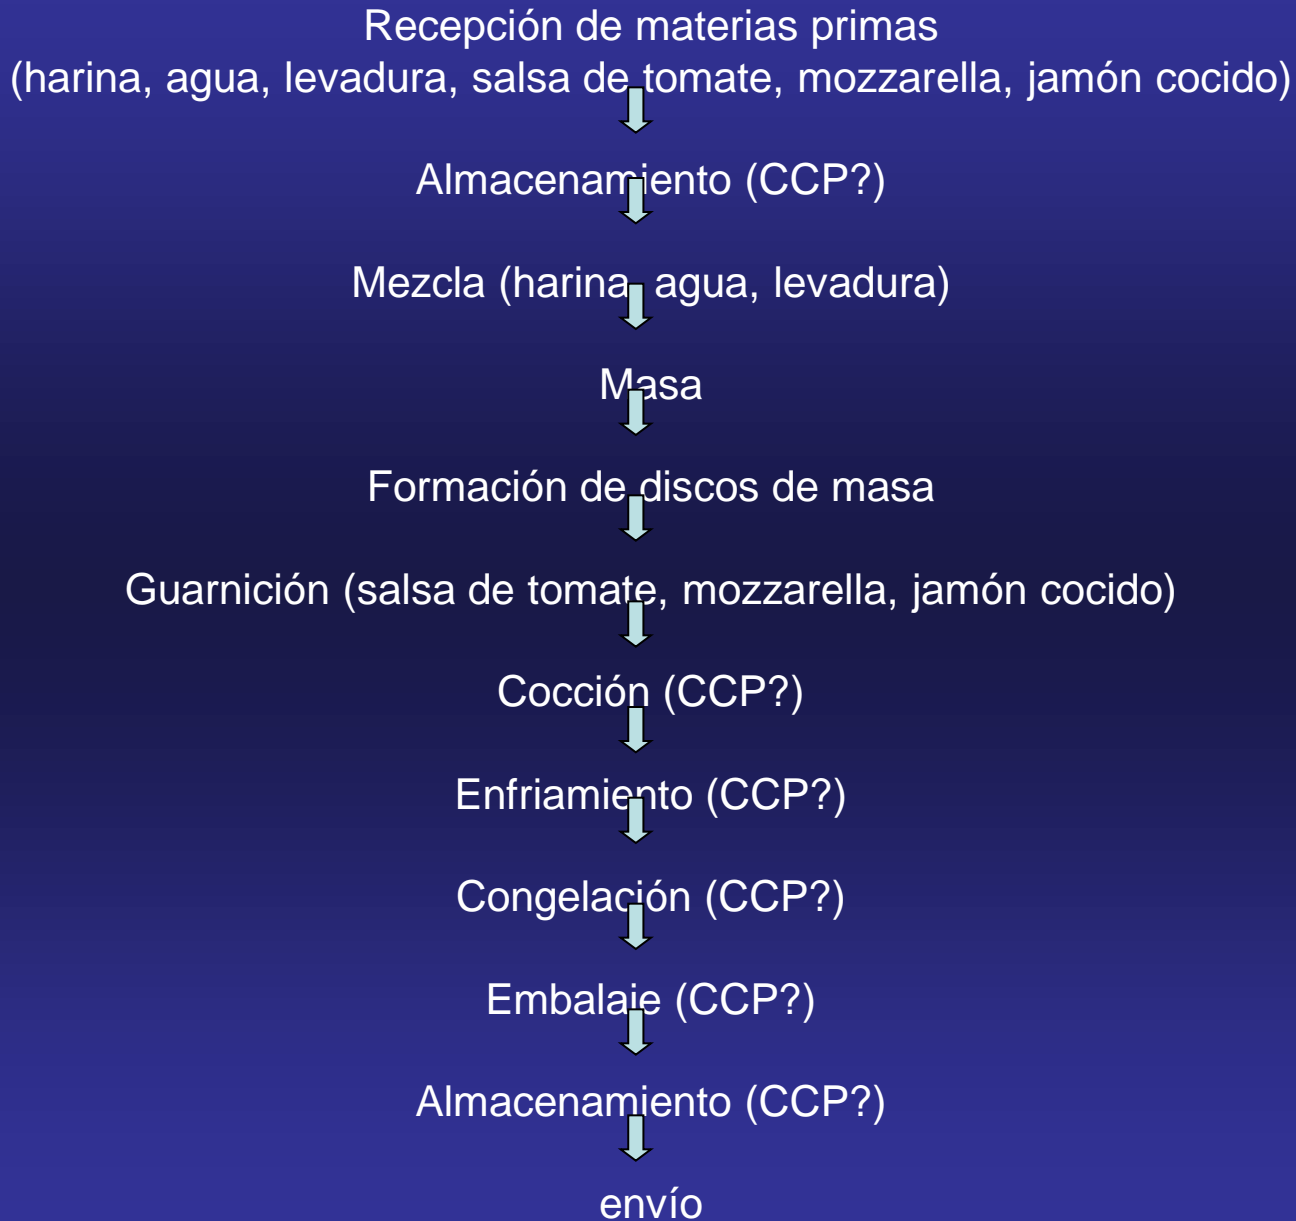 Recepción de materias primas
(harina, agua, levadura, salsa de tomate, mozzarella, jamón cocido)
Almacenamiento (CCP?)
Mezcla (harina, agua, levadura)
Masa
Formación de discos de masa
Guarnición (salsa de tomate, mozzarella, jamón cocido)
Cocción (CCP?)
Enfriamiento (CCP?)
Congelación (CCP?)
Embalaje (CCP?)
Almacenamiento (CCP?)
envío